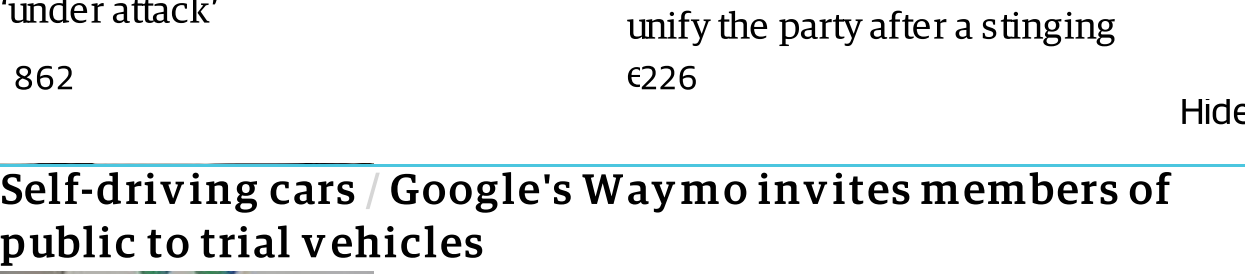 'under attack'
unify the party after a stinging
862
€226
Hide
Self-driving cars / Google's Waymo invites members of
public to trial vehicles